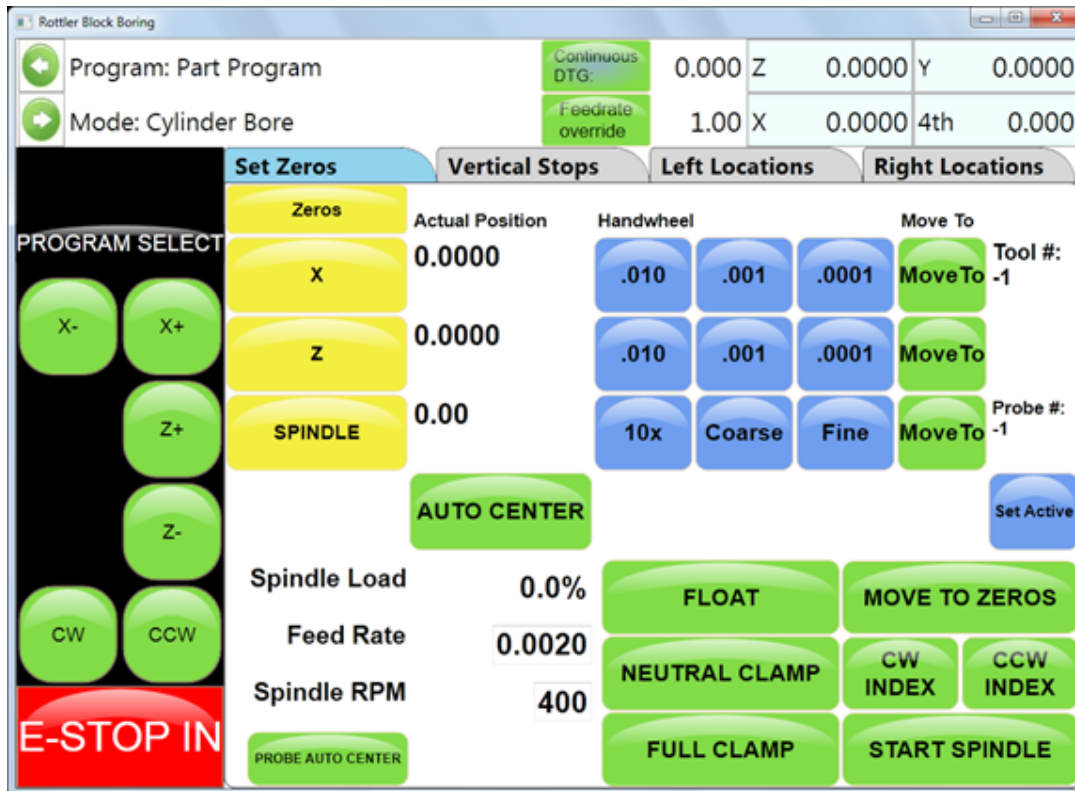 Rottler Block Boring
Program: Part Program
Continuous DTG: 0.000 Z 0.0000 Y 0.0000
Mode: Cylinder Bore
Feedrate override 1.00 X 0.0000 4th 0.000
Set Zeros Vertical Stops Left Locations Right Locations
PROGRAM SELECT
X- X+
Z+
Z-
CW CCW
E-STOP IN
Zeros Actual Position Handwheel Move To
X 0.0000 .010 .001 .0001 MoveTo Tool #: -1
Z 0.0000 .010 .001 .0001 MoveTo
SPINDLE 0.00 10x Coarse Fine MoveTo Probe #: -1
AUTO CENTER Set Active
Spindle Load 0.0%
Feed Rate 0.0020
Spindle RPM 400
PROBE AUTO CENTER
FLOAT MOVE TO ZEROS
NEUTRAL CLAMP CW INDEX CCW INDEX
FULL CLAMP START SPINDLE